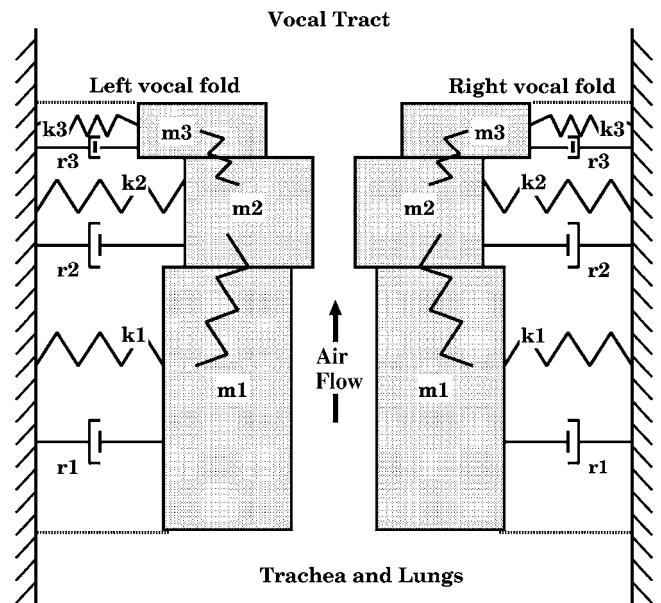 Vocal Tract
Left vocal fold
Right vocal fold
k3
m3
m3
k3
r3
r3
k2
k2
m2
m2
r2
r2
k1
k1
Air
Flow
m1
m1
r1
r1
Trachea and Lungs